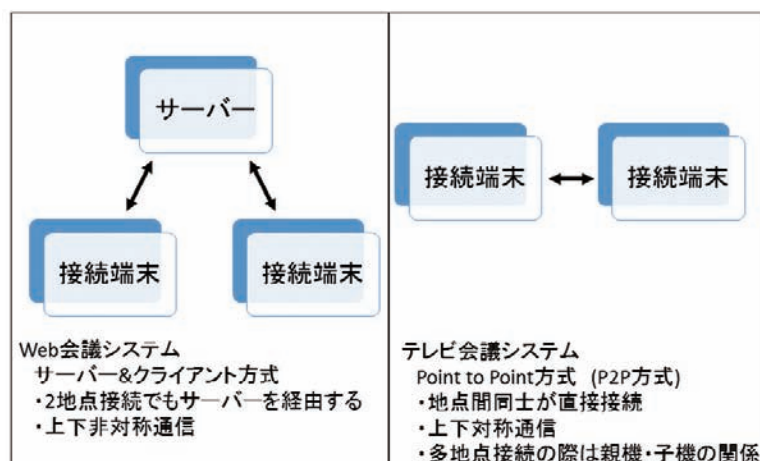 サーバー
接続端末
接続端末
Web会議システム
サーバー&クライアント方式
・2地点接続でもサーバーを経由する
・上下非対称通信
接続端末
接続端末
テレビ会議システム
Point to Point方式 (P2P方式)
・地点間同士が直接接続
・上下対称通信
・多地点接続の際は親機・子機の関係